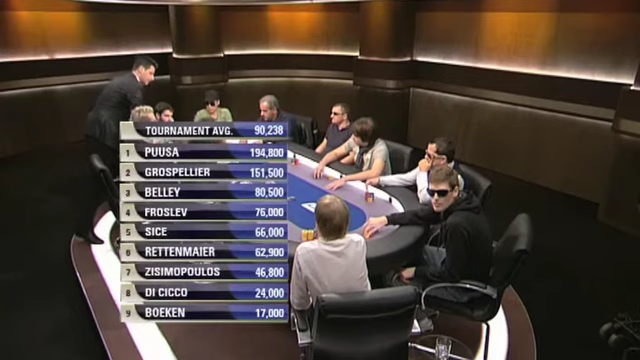 TOURNAMENT AVG. 90,238
1 PUUSA 194,800
2 GROSPELLIER 151,500
3 BELLEY 80,500
4 FROSLEV 76,000
5 SICE 66,000
6 RETTENMAIER 62,900
7 ZISIMOPOULOS 46,800
8 DI CICCO 24,000
9 BOEKEN 17,000